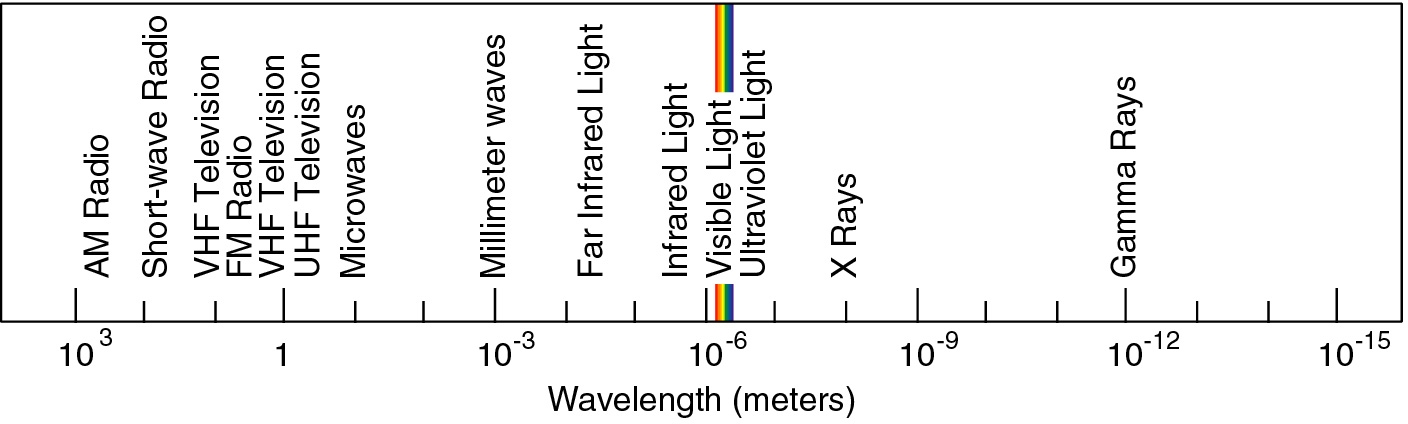 AM Radio
Short-wave Radio
VHF Television
FM Radio
VHF Television
UHF Television
Microwaves
Millimeter waves
Far Infrared Light
Infrared Light
Visible Light
Ultraviolet Light
X Rays
Gamma Rays
10³
1
10⁻³
10⁻⁶
10⁻⁹
10⁻¹²
10⁻¹⁵
Wavelength (meters)